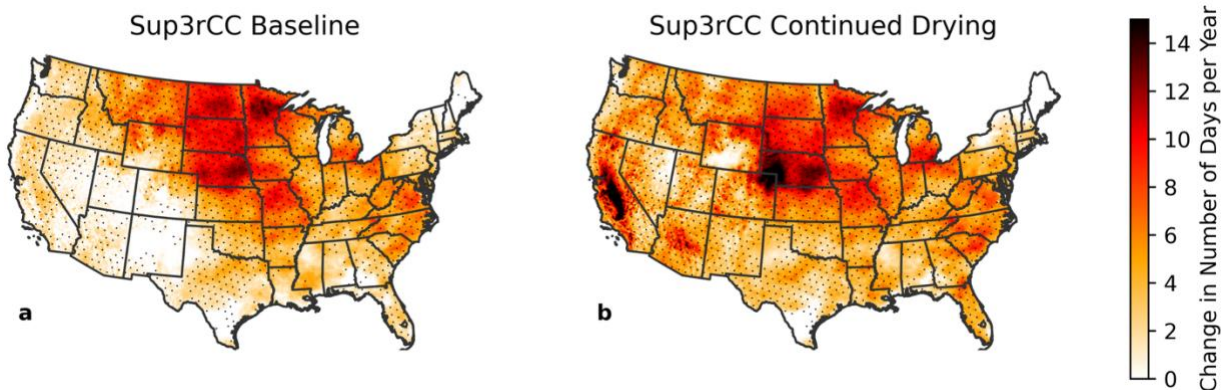 Sup3rCC Baseline
Sup3rCC Continued Drying
a
b
14
12
10
8
6
4
2
0
Change in Number of Days per Year